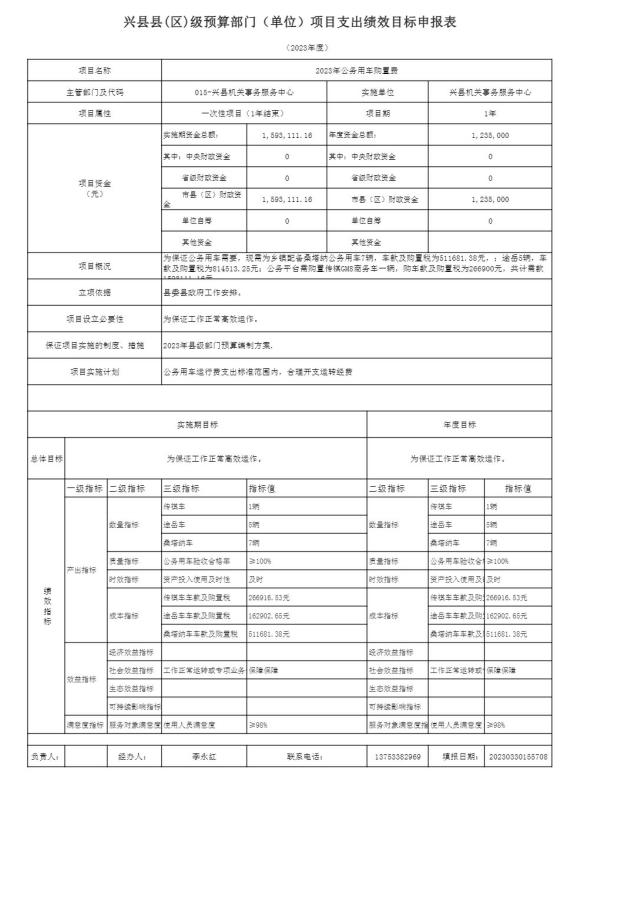 兴县县(区)级预算部门（单位）项目支出绩效目标申报表
（2023年度）
项目名称 2023年公务用车购置费
主管部门及代码 015-兴县机关事务服务中心 实施单位 兴县机关事务服务中心
项目属性 一次性项目（1年结束） 项目期 1年
项目资金
（元）
实施期资金总额： 1,593,111.16 年度资金总额： 1,235,000
其中：中央财政资金 0 其中：中央财政资金 0
省级财政资金 0 省级财政资金 0
市县（区）财政资金 1,593,111.16 市县（区）财政资金 1,235,000
单位自筹 0 单位自筹 0
其他资金 其他资金
项目概况
为保证公务用车需要，现需为乡镇配备桑塔纳公务用车7辆，车款及购置税为511681.38元，；途岳5辆，车
款及购置税为814513.25元；公务平台需购置传祺GM8商务车一辆，购车款及购置税为266900元，共计需款
立项依据 县委县政府工作安排。
项目设立必要性 为保证工作正常高效运作。
保证项目实施的制度、措施 2023年县级部门预算编制方案.
项目实施计划 公务用车运行费支出标准范围内，合理开支运转经费
实施期目标 年度目标
总体目标 为保证工作正常高效运作。 为保证工作正常高效运作。
绩效指标
一级指标 二级指标 三级指标 指标值 二级指标 三级指标 指标值
产出指标
数量指标 传祺车 1辆 数量指标 传祺车 1辆
途岳车 5辆 途岳车 5辆
桑塔纳车 7辆 桑塔纳车 7辆
质量指标 公务用车验收合格率 ≥100% 质量指标 公务用车验收合格 ≥100%
时效指标 资产投入使用及时性 及时 时效指标 资产投入使用及 及时
成本指标 传祺车车款及购置税 266916.53元 成本指标 传祺车车款及购 266916.53元
途岳车车款及购置税 162902.65元 途岳车车款及购 162902.65元
桑塔纳车车款及购置税 511681.38元 桑塔纳车车款及 511681.38元
效益指标
经济效益指标 经济效益指标
社会效益指标 工作正常运转或专项业务 保障保障 社会效益指标 工作正常运转或 保障保障
生态效益指标 生态效益指标
可持续影响指标 可持续影响指标
满意度指标 服务对象满意度 使用人员满意度 ≥98% 服务对象满意度指 使用人员满意度 ≥98%
负责人： 经办人： 李永红 联系电话： 13753382969 填报日期： 20230330155708